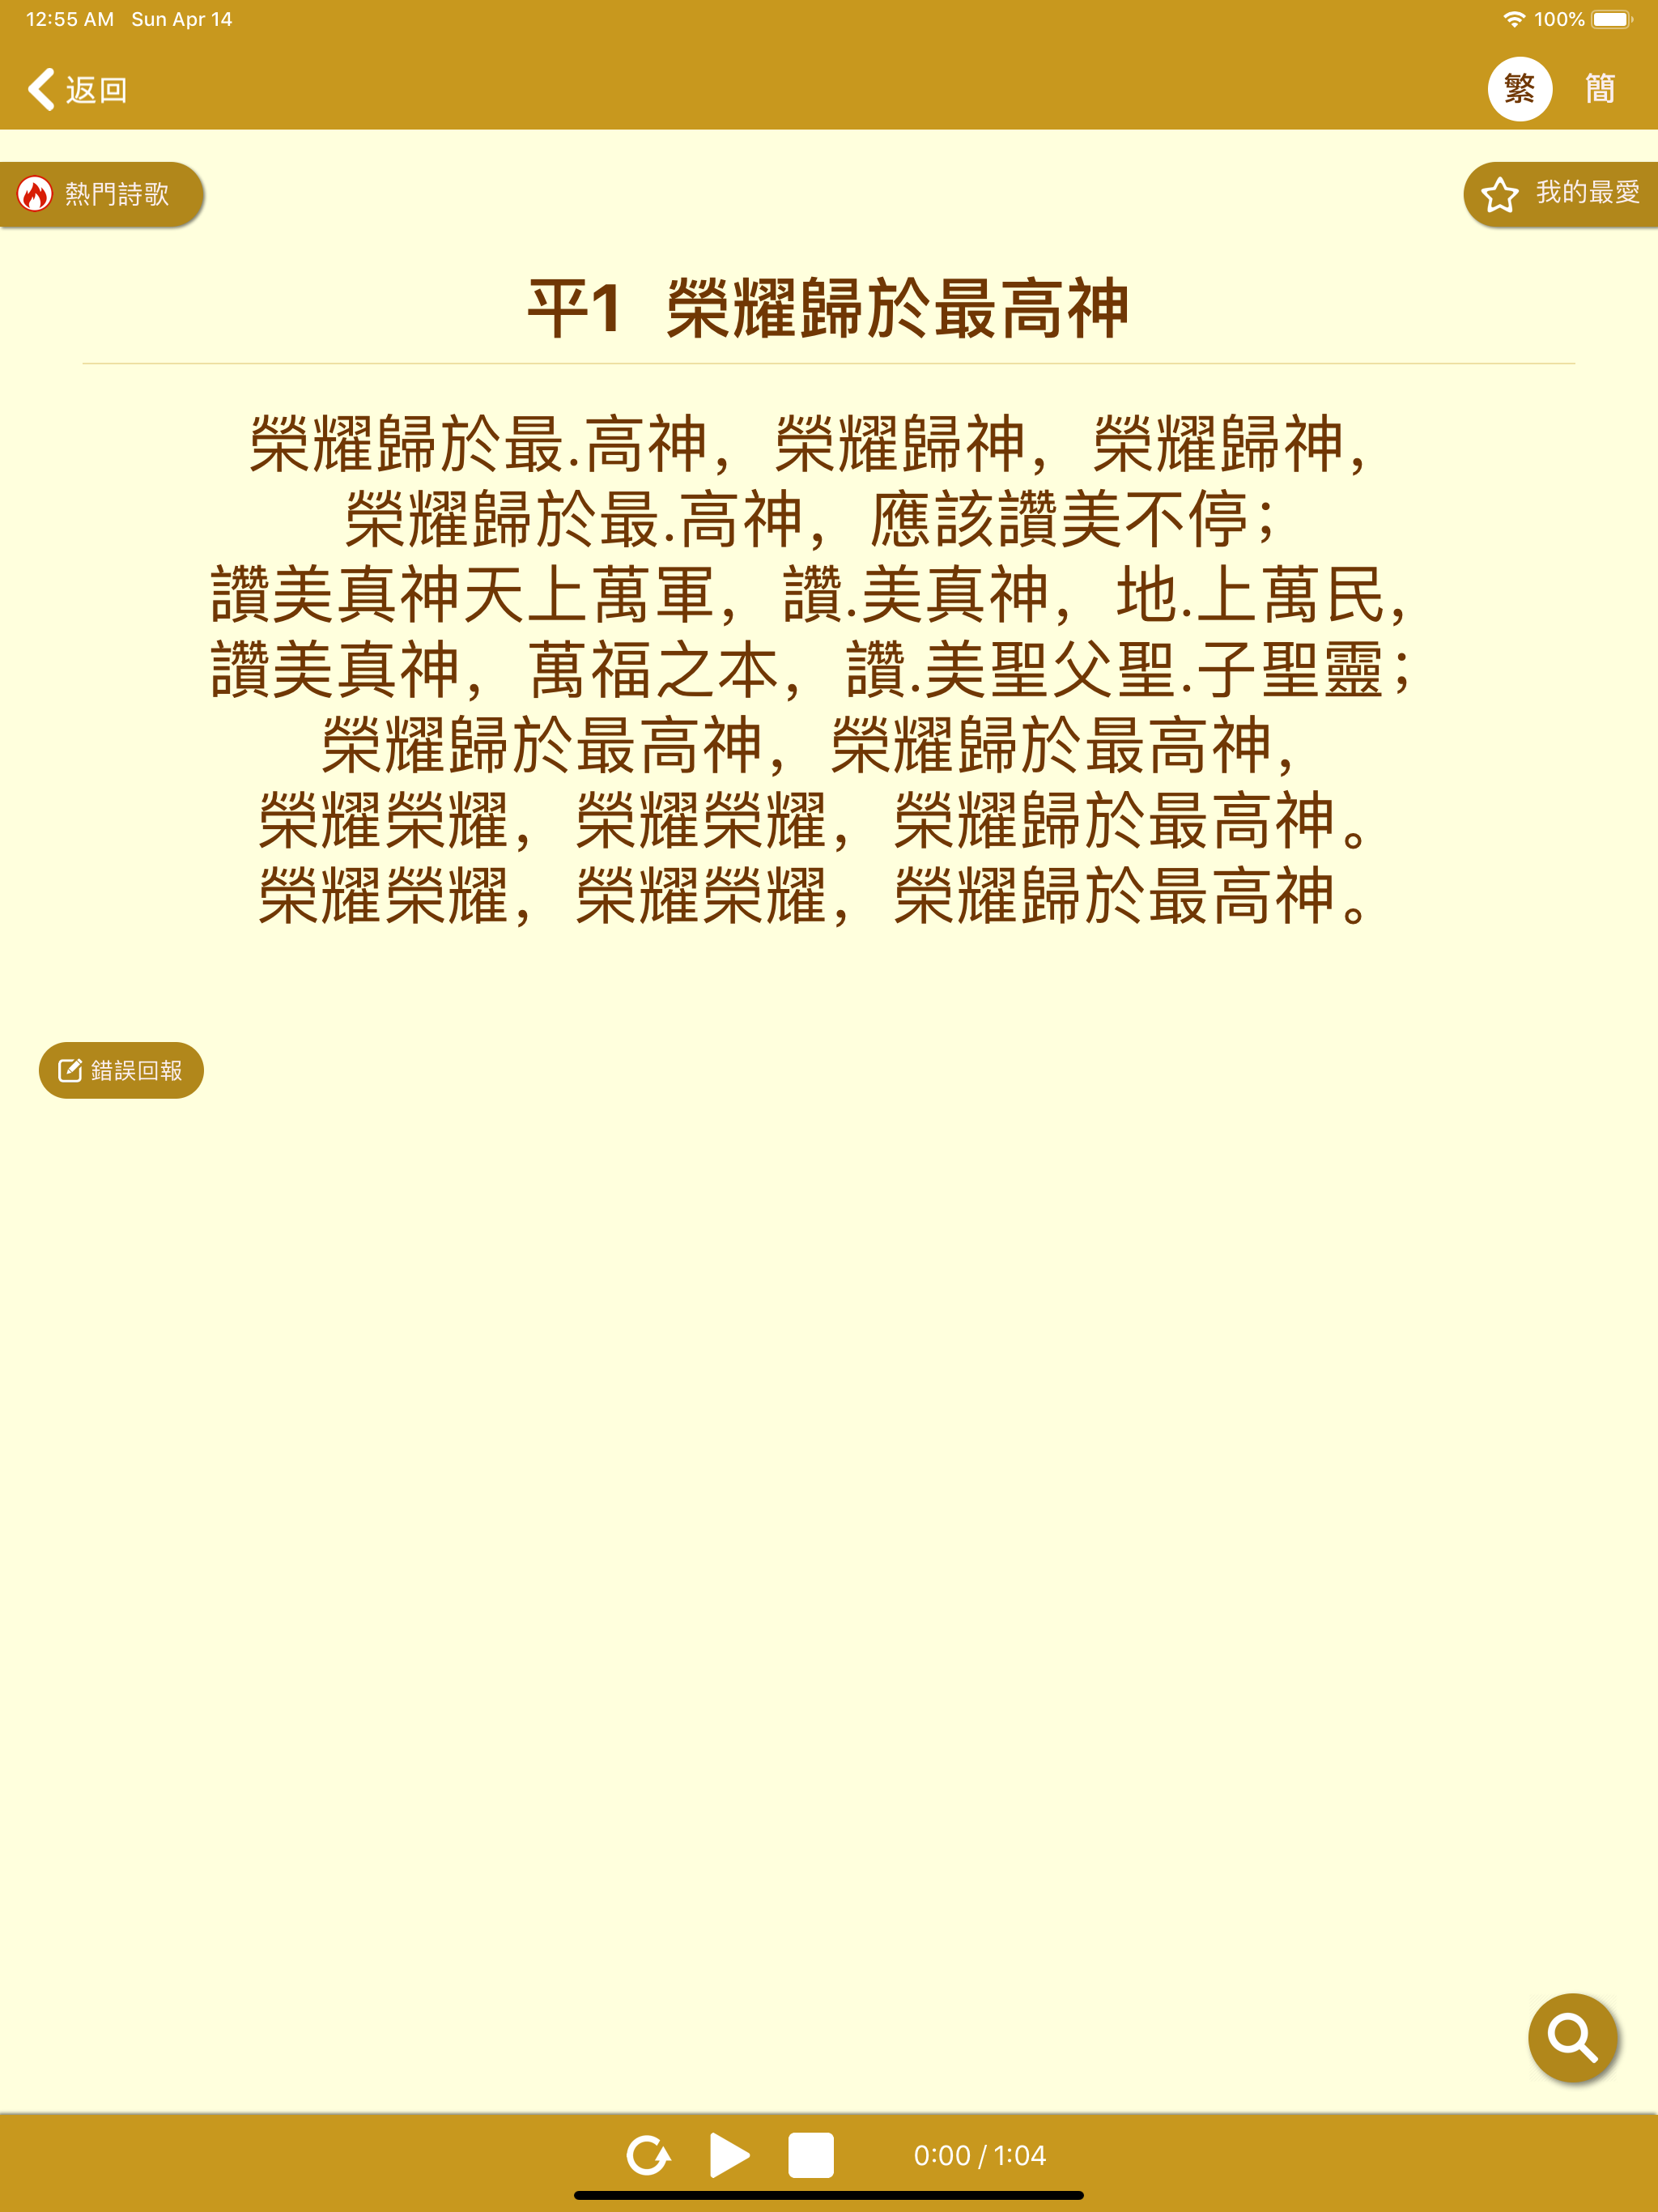 12:55 AM Sun Apr 14 100%
返回 繁 簡
熱門詩歌 我的最愛
平1 榮耀歸於最高神
榮耀歸於最.高神，榮耀歸神，榮耀歸神，
榮耀歸於最.高神，應該讚美不停；
讚美真神天上萬軍，讚.美真神，地.上萬民，
讚美真神，萬福之本，讚.美聖父聖.子聖靈；
榮耀歸於最高神，榮耀歸於最高神，
榮耀榮耀，榮耀榮耀，榮耀歸於最高神。
榮耀榮耀，榮耀榮耀，榮耀歸於最高神。
錯誤回報
0:00 / 1:04